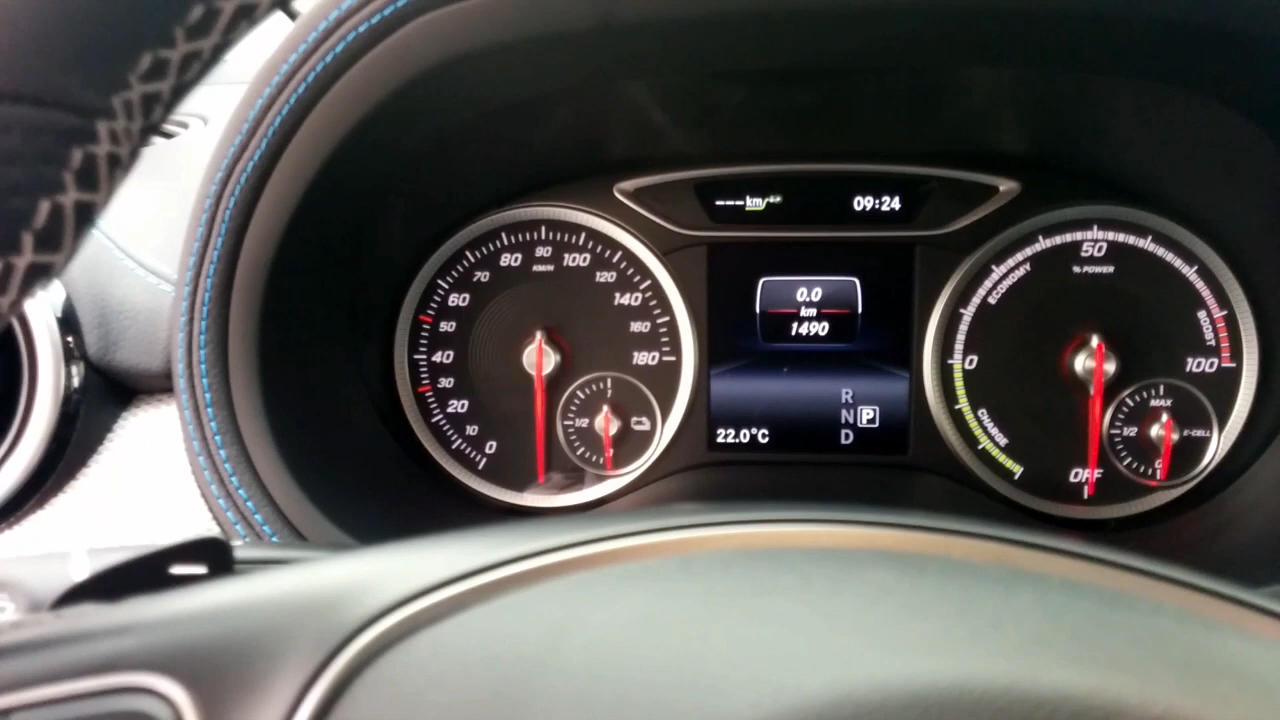 ---km/
09:24
0
10
20
30
40
50
60
70
80
90
100
120
140
160
180
KM/H
1
1/2
0.0
km
1490
R
N P
D
22.0°C
OFF
CHARGE
0
ECONOMY
50
% POWER
BOOST
100
MAX
1/2
E-CELL
0